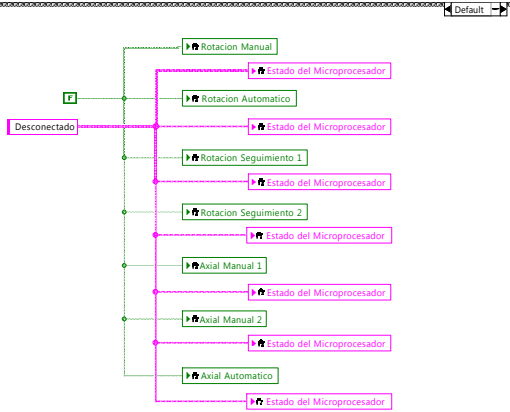 Default
Rotacion Manual
Estado del Microprocesador
F
Rotacion Automatico
Desconectado
Estado del Microprocesador
Rotacion Seguimiento 1
Estado del Microprocesador
Rotacion Seguimiento 2
Estado del Microprocesador
Axial Manual 1
Estado del Microprocesador
Axial Manual 2
Estado del Microprocesador
Axial Automatico
Estado del Microprocesador